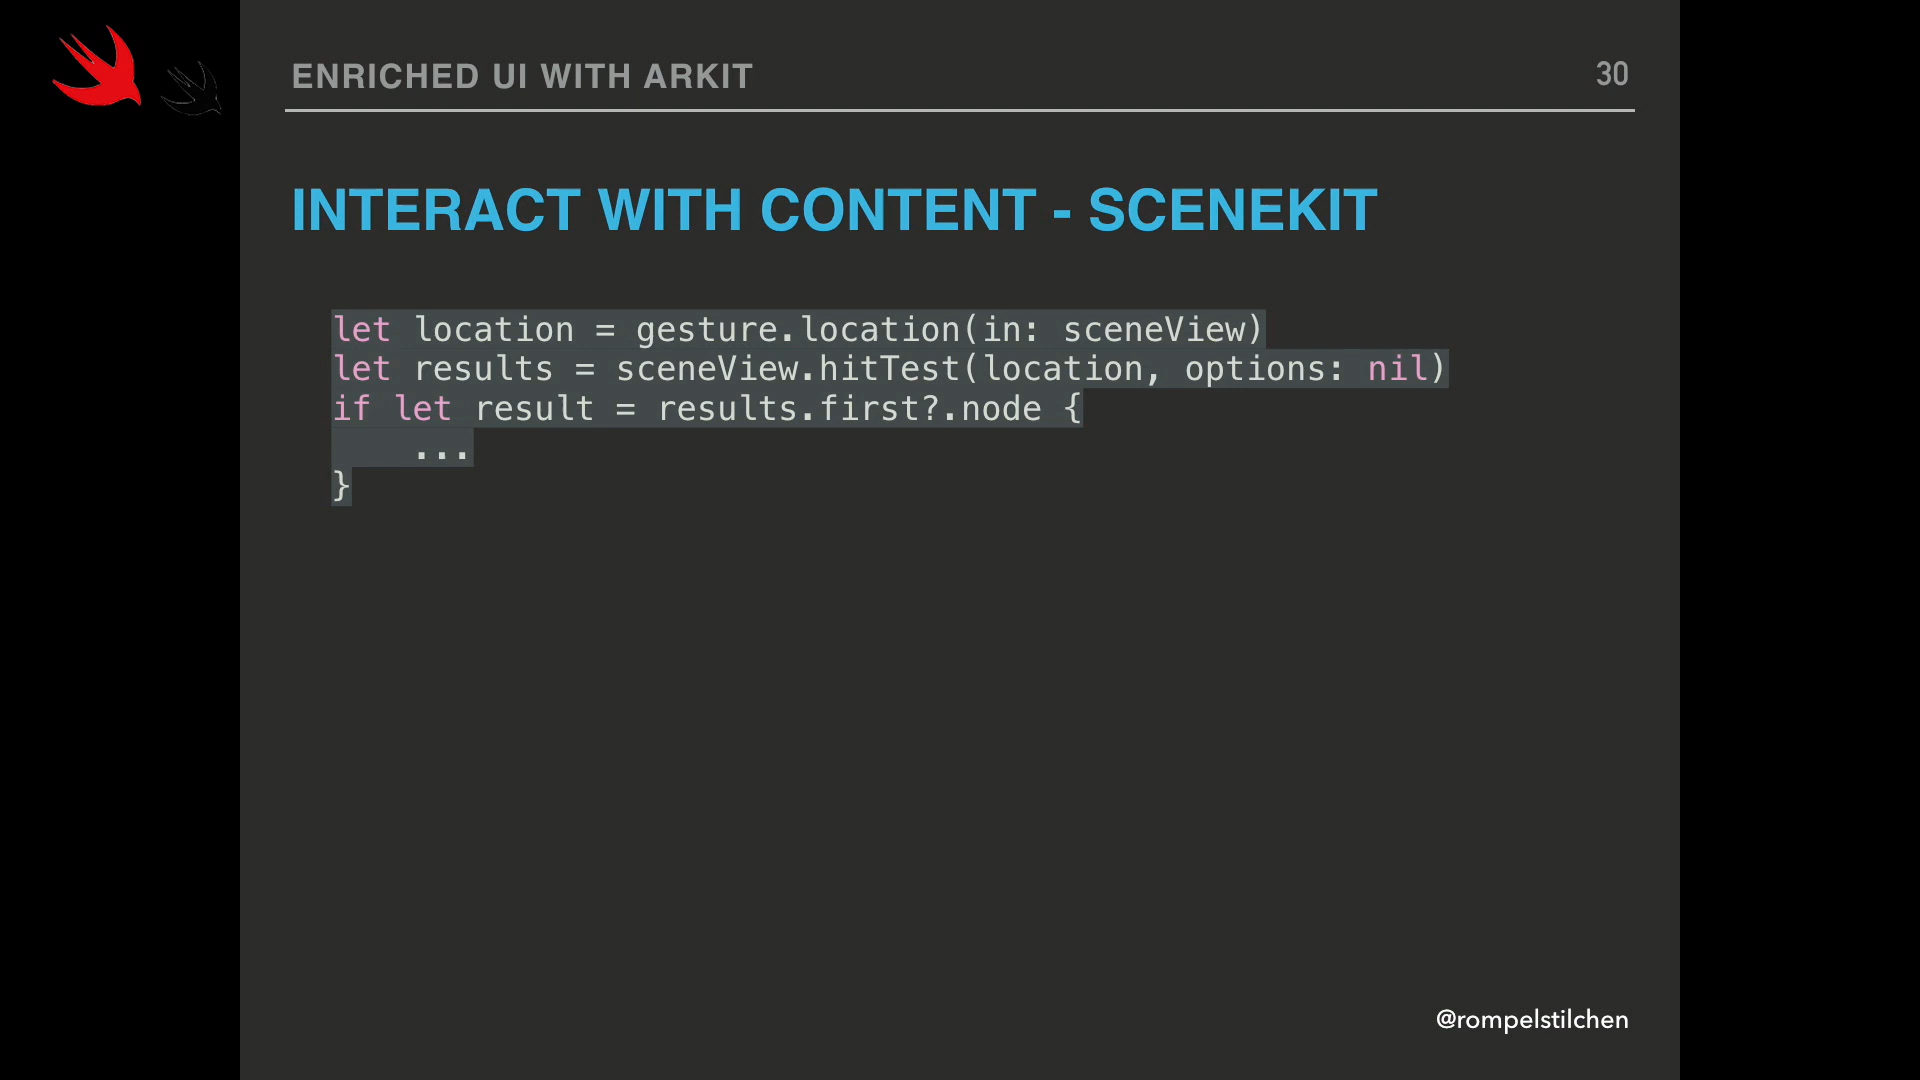 ENRICHED UI WITH ARKIT
30
INTERACT WITH CONTENT - SCENEKIT
let location = gesture.location(in: sceneView)
let results = sceneView.hitTest(location, options: nil)
if let result = results.first?.node {
    ...
}
@rompelstilchen